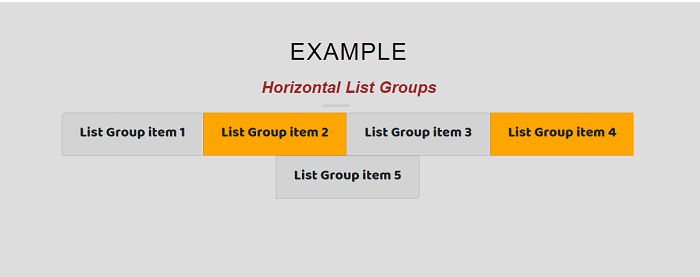 EXAMPLE
Horizontal List Groups
List Group item 1 List Group item 2 List Group item 3 List Group item 4
List Group item 5